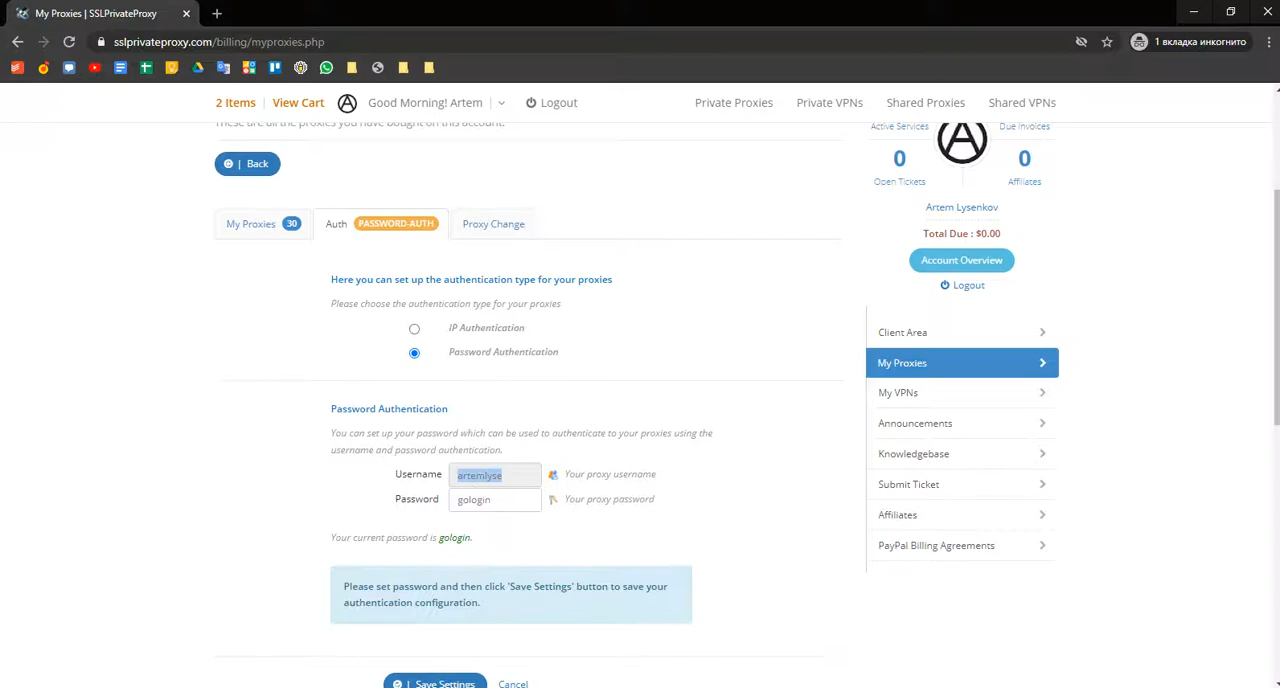 My Proxies | SSLPrivateProxy
sslprivateproxy.com/billing/myproxies.php
1 вкладка инкогнито
2 Items | View Cart
Good Morning! Artem
Logout
Private Proxies
Private VPNs
Shared Proxies
Shared VPNs
These are all the proxies you have bought on this account.
Back
My Proxies 30
Auth PASSWORD-AUTH
Proxy Change
Here you can set up the authentication type for your proxies
Please choose the authentication type for your proxies
IP Authentication
Password Authentication
Password Authentication
You can set up your password which can be used to authenticate to your proxies using the
username and password authentication.
Username artemlyse Your proxy username
Password gologin Your proxy password
Your current password is gologin.
Please set password and then click 'Save Settings' button to save your
authentication configuration.
Save Settings
Cancel
Active Services
Due Invoices
0
0
Open Tickets
Affiliates
Artem Lysenkov
Total Due : $0.00
Account Overview
Logout
Client Area
My Proxies
My VPNs
Announcements
Knowledgebase
Submit Ticket
Affiliates
PayPal Billing Agreements